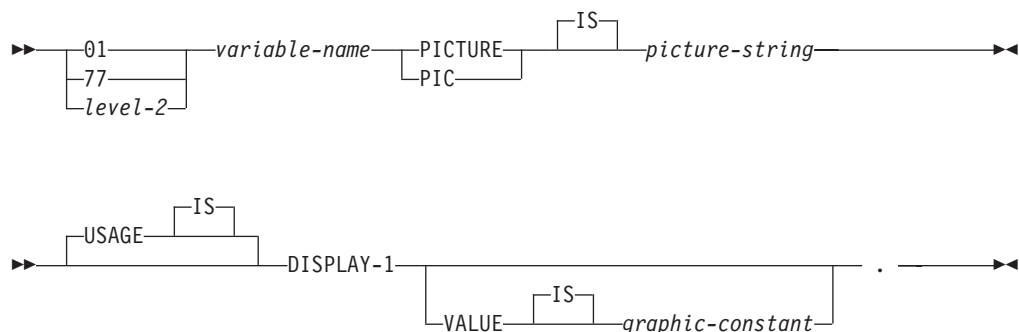 IS
01 variable-name PICTURE picture-string
77 PIC
level-2
IS
USAGE
DISPLAY-1 .
IS
VALUE graphic-constant